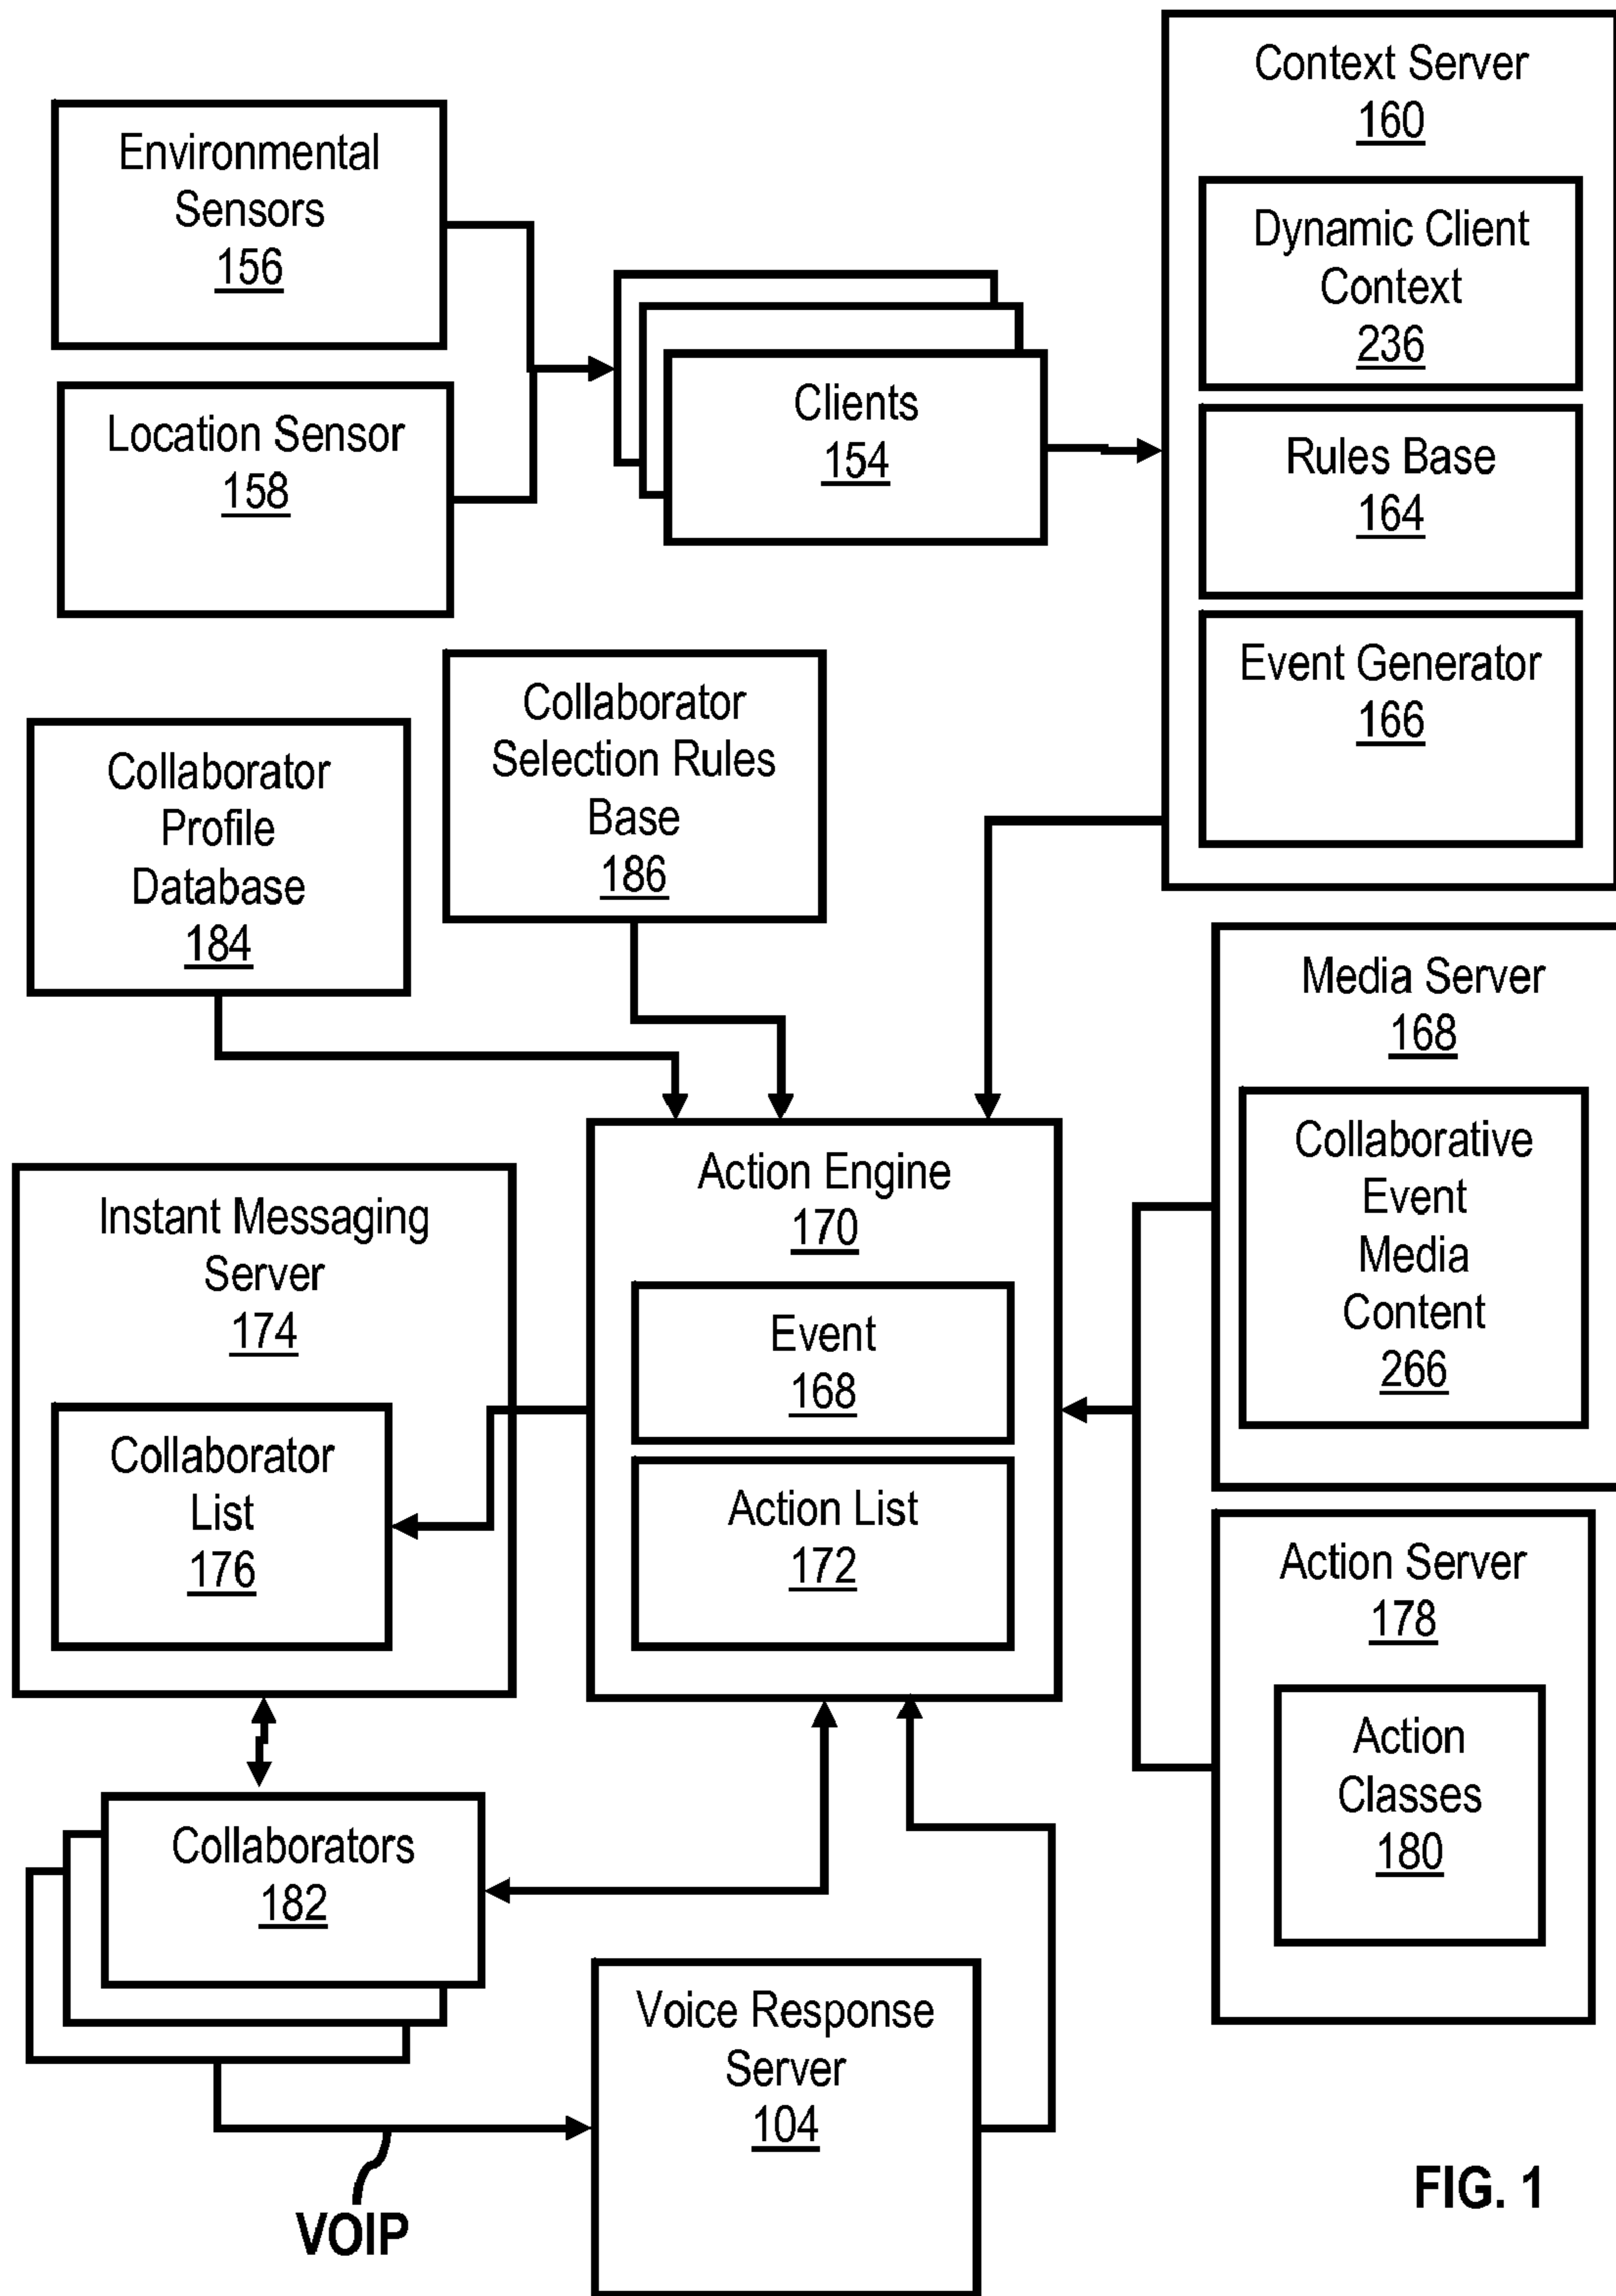 Environmental
Sensors
156
Location Sensor
158
Clients
154
Context Server
160
Dynamic Client
Context
236
Rules Base
164
Event Generator
166
Collaborator
Profile
Database
184
Collaborator
Selection Rules
Base
186
Media Server
168
Collaborative
Event
Media
Content
266
Instant Messaging
Server
174
Collaborator
List
176
Action Engine
170
Event
168
Action List
172
Action Server
178
Action
Classes
180
Collaborators
182
Voice Response
Server
104
VOIP
FIG. 1